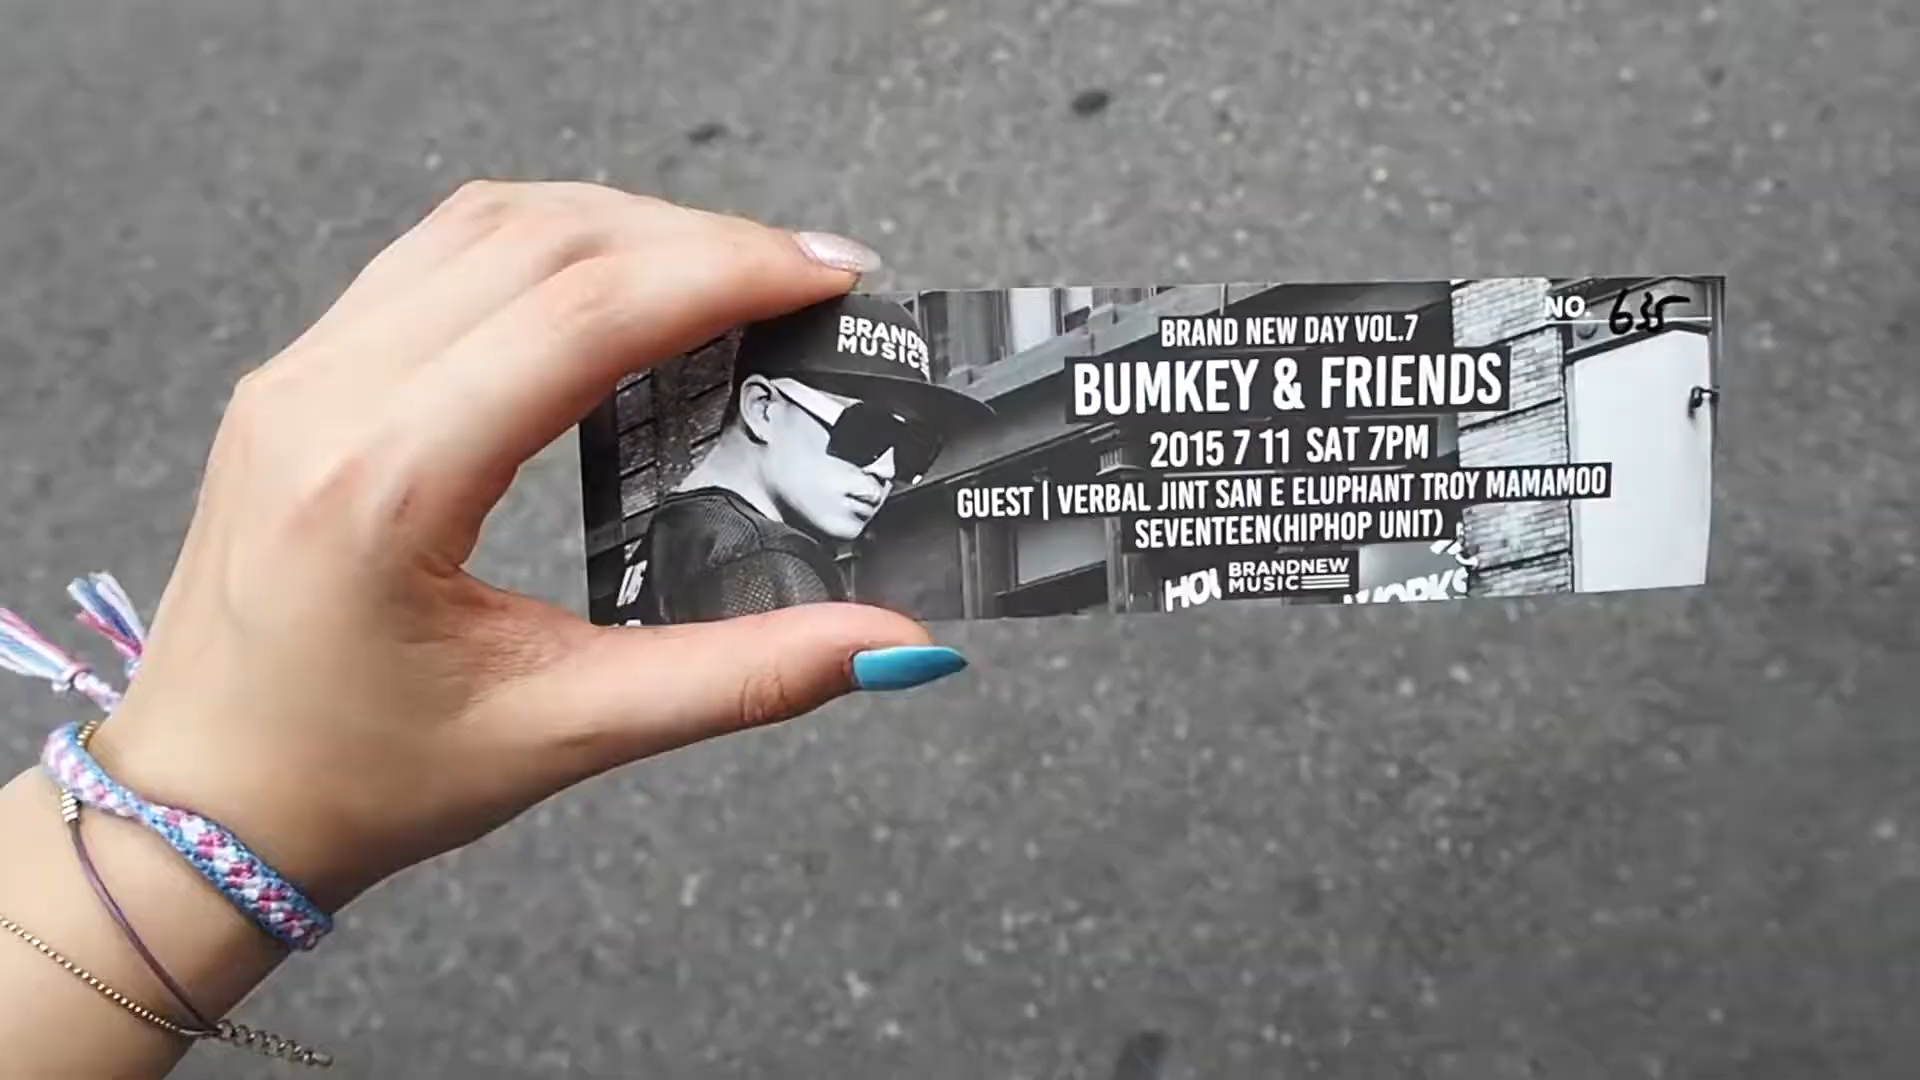 BRAND NEW DAY VOL.7
NO. 635
BUMKEY & FRIENDS
2015 7 11 SAT 7PM
GUEST | VERBAL JINT SAN E ELUPHANT TROY MAMAMOO
SEVENTEEN(HIPHOP UNIT)
BRANDNEW
MUSIC
MUSIC